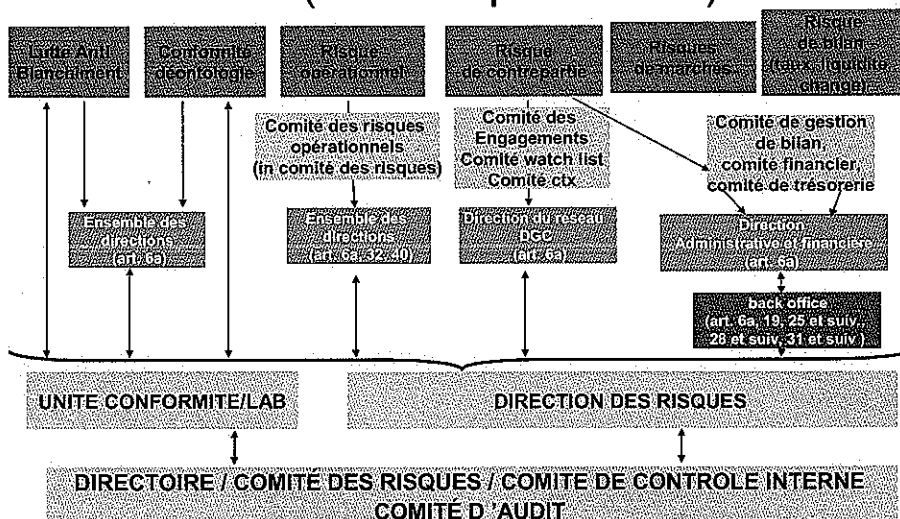 Lutte Anti
Blanchiment
Conformité
déontologie
Risque
opérationnel
Risque
de contrepartie
Risques
de marchés
Risque
de bilan
(taux, liquidité,
change)
Comité des risques
opérationnels
(in comité des risques)
Comité des
Engagements
Comité watch list
Comité ctx
Comité de gestion
de bilan,
comité financier,
comité de trésorerie
Ensemble des
directions
(art. 6a)
Ensemble des
directions
(art. 6a, 32, 40)
Direction du réseau
DGC
(art. 6a)
Direction
Administrative et financière
(art. 6a)
back office
(art. 6a, 19, 25 et suiv.,
28 et suiv, 31 et suiv )
UNITE CONFORMITE/LAB
DIRECTION DES RISQUES
DIRECTOIRE / COMITÉ DES RISQUES / COMITE DE CONTROLE INTERNE
COMITÉ D 'AUDIT